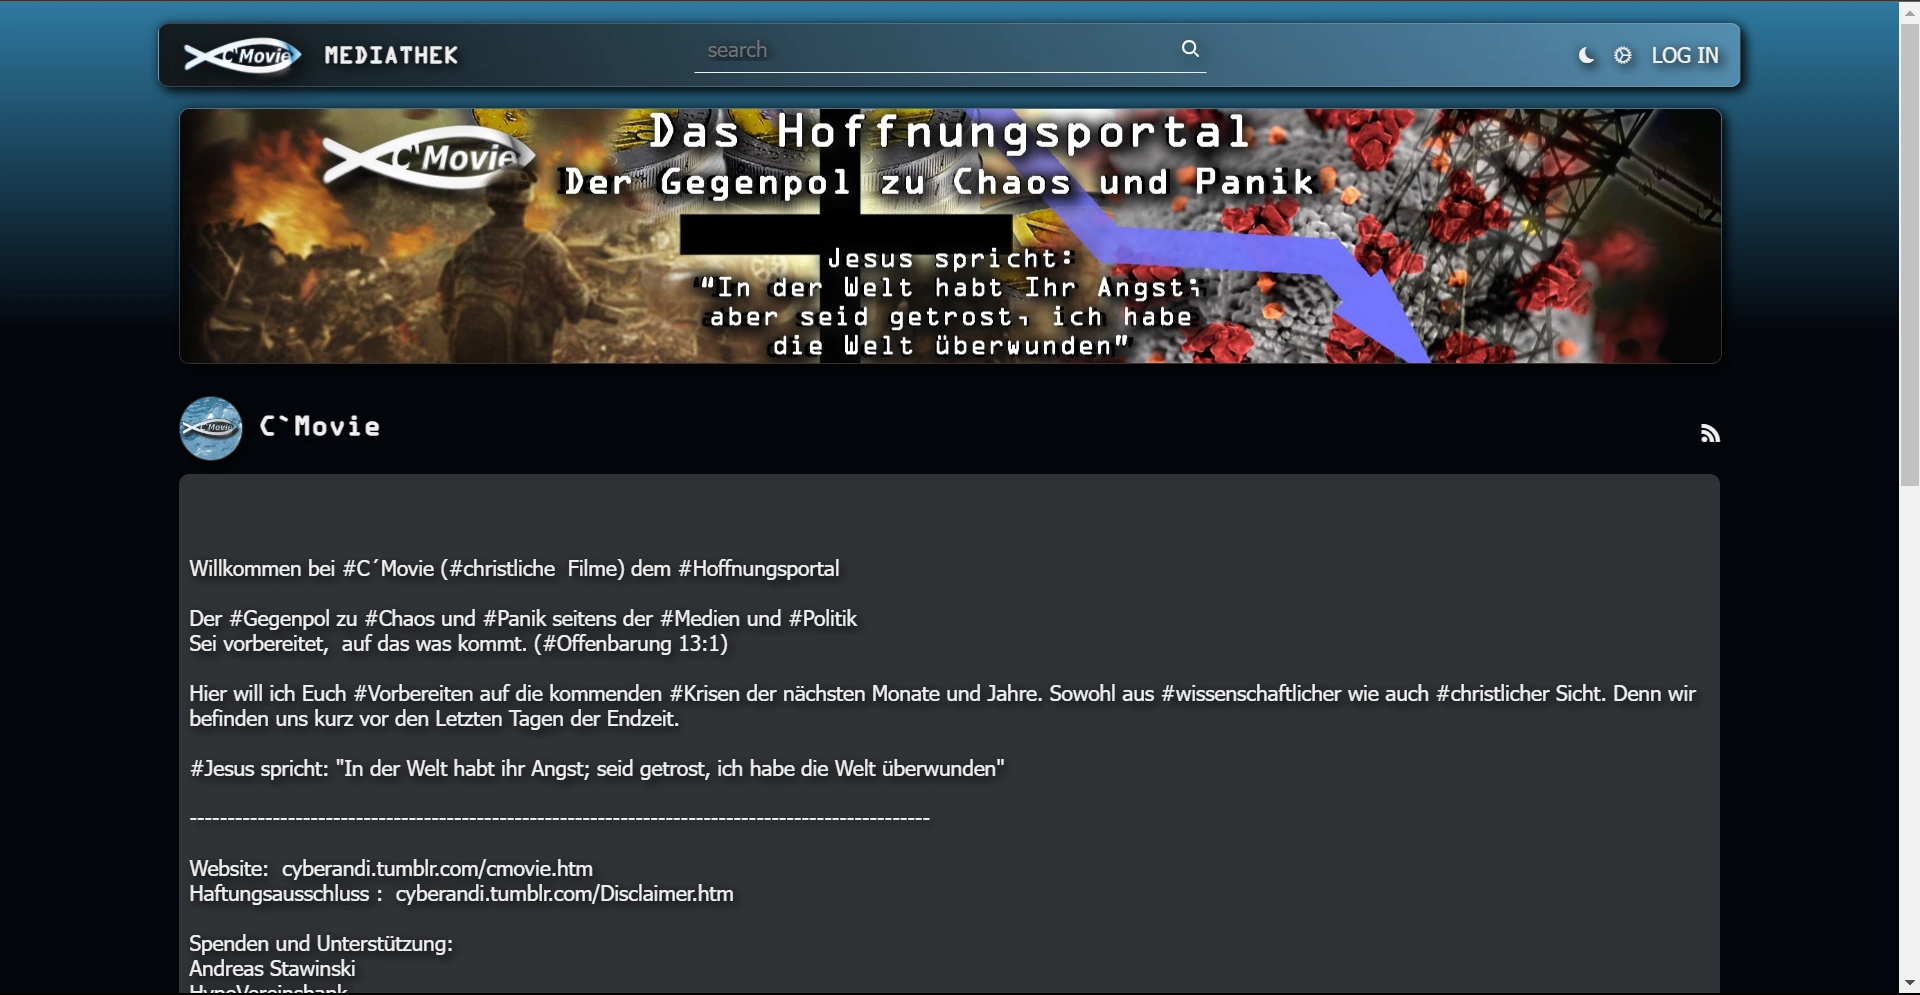 C'Movie MEDIATHEK search LOG IN
C'Movie
Das Hoffnungsportal
Der Gegenpol zu Chaos und Panik
Jesus spricht:
"In der Welt habt Ihr Angst;
aber seid getrost, ich habe
die Welt überwunden"
C'Movie C`Movie
Willkommen bei #C´Movie (#christliche  Filme) dem #Hoffnungsportal
Der #Gegenpol zu #Chaos und #Panik seitens der #Medien und #Politik
Sei vorbereitet,  auf das was kommt. (#Offenbarung 13:1)
Hier will ich Euch #Vorbereiten auf die kommenden #Krisen der nächsten Monate und Jahre. Sowohl aus #wissenschaftlicher wie auch #christlicher Sicht. Denn wir
befinden uns kurz vor den Letzten Tagen der Endzeit.
#Jesus spricht: "In der Welt habt ihr Angst; seid getrost, ich habe die Welt überwunden"
--------------------------------------------------------------------------------------------------
Website:  cyberandi.tumblr.com/cmovie.htm
Haftungsausschluss :  cyberandi.tumblr.com/Disclaimer.htm
Spenden und Unterstützung:
Andreas Stawinski
HypoVereinsbank